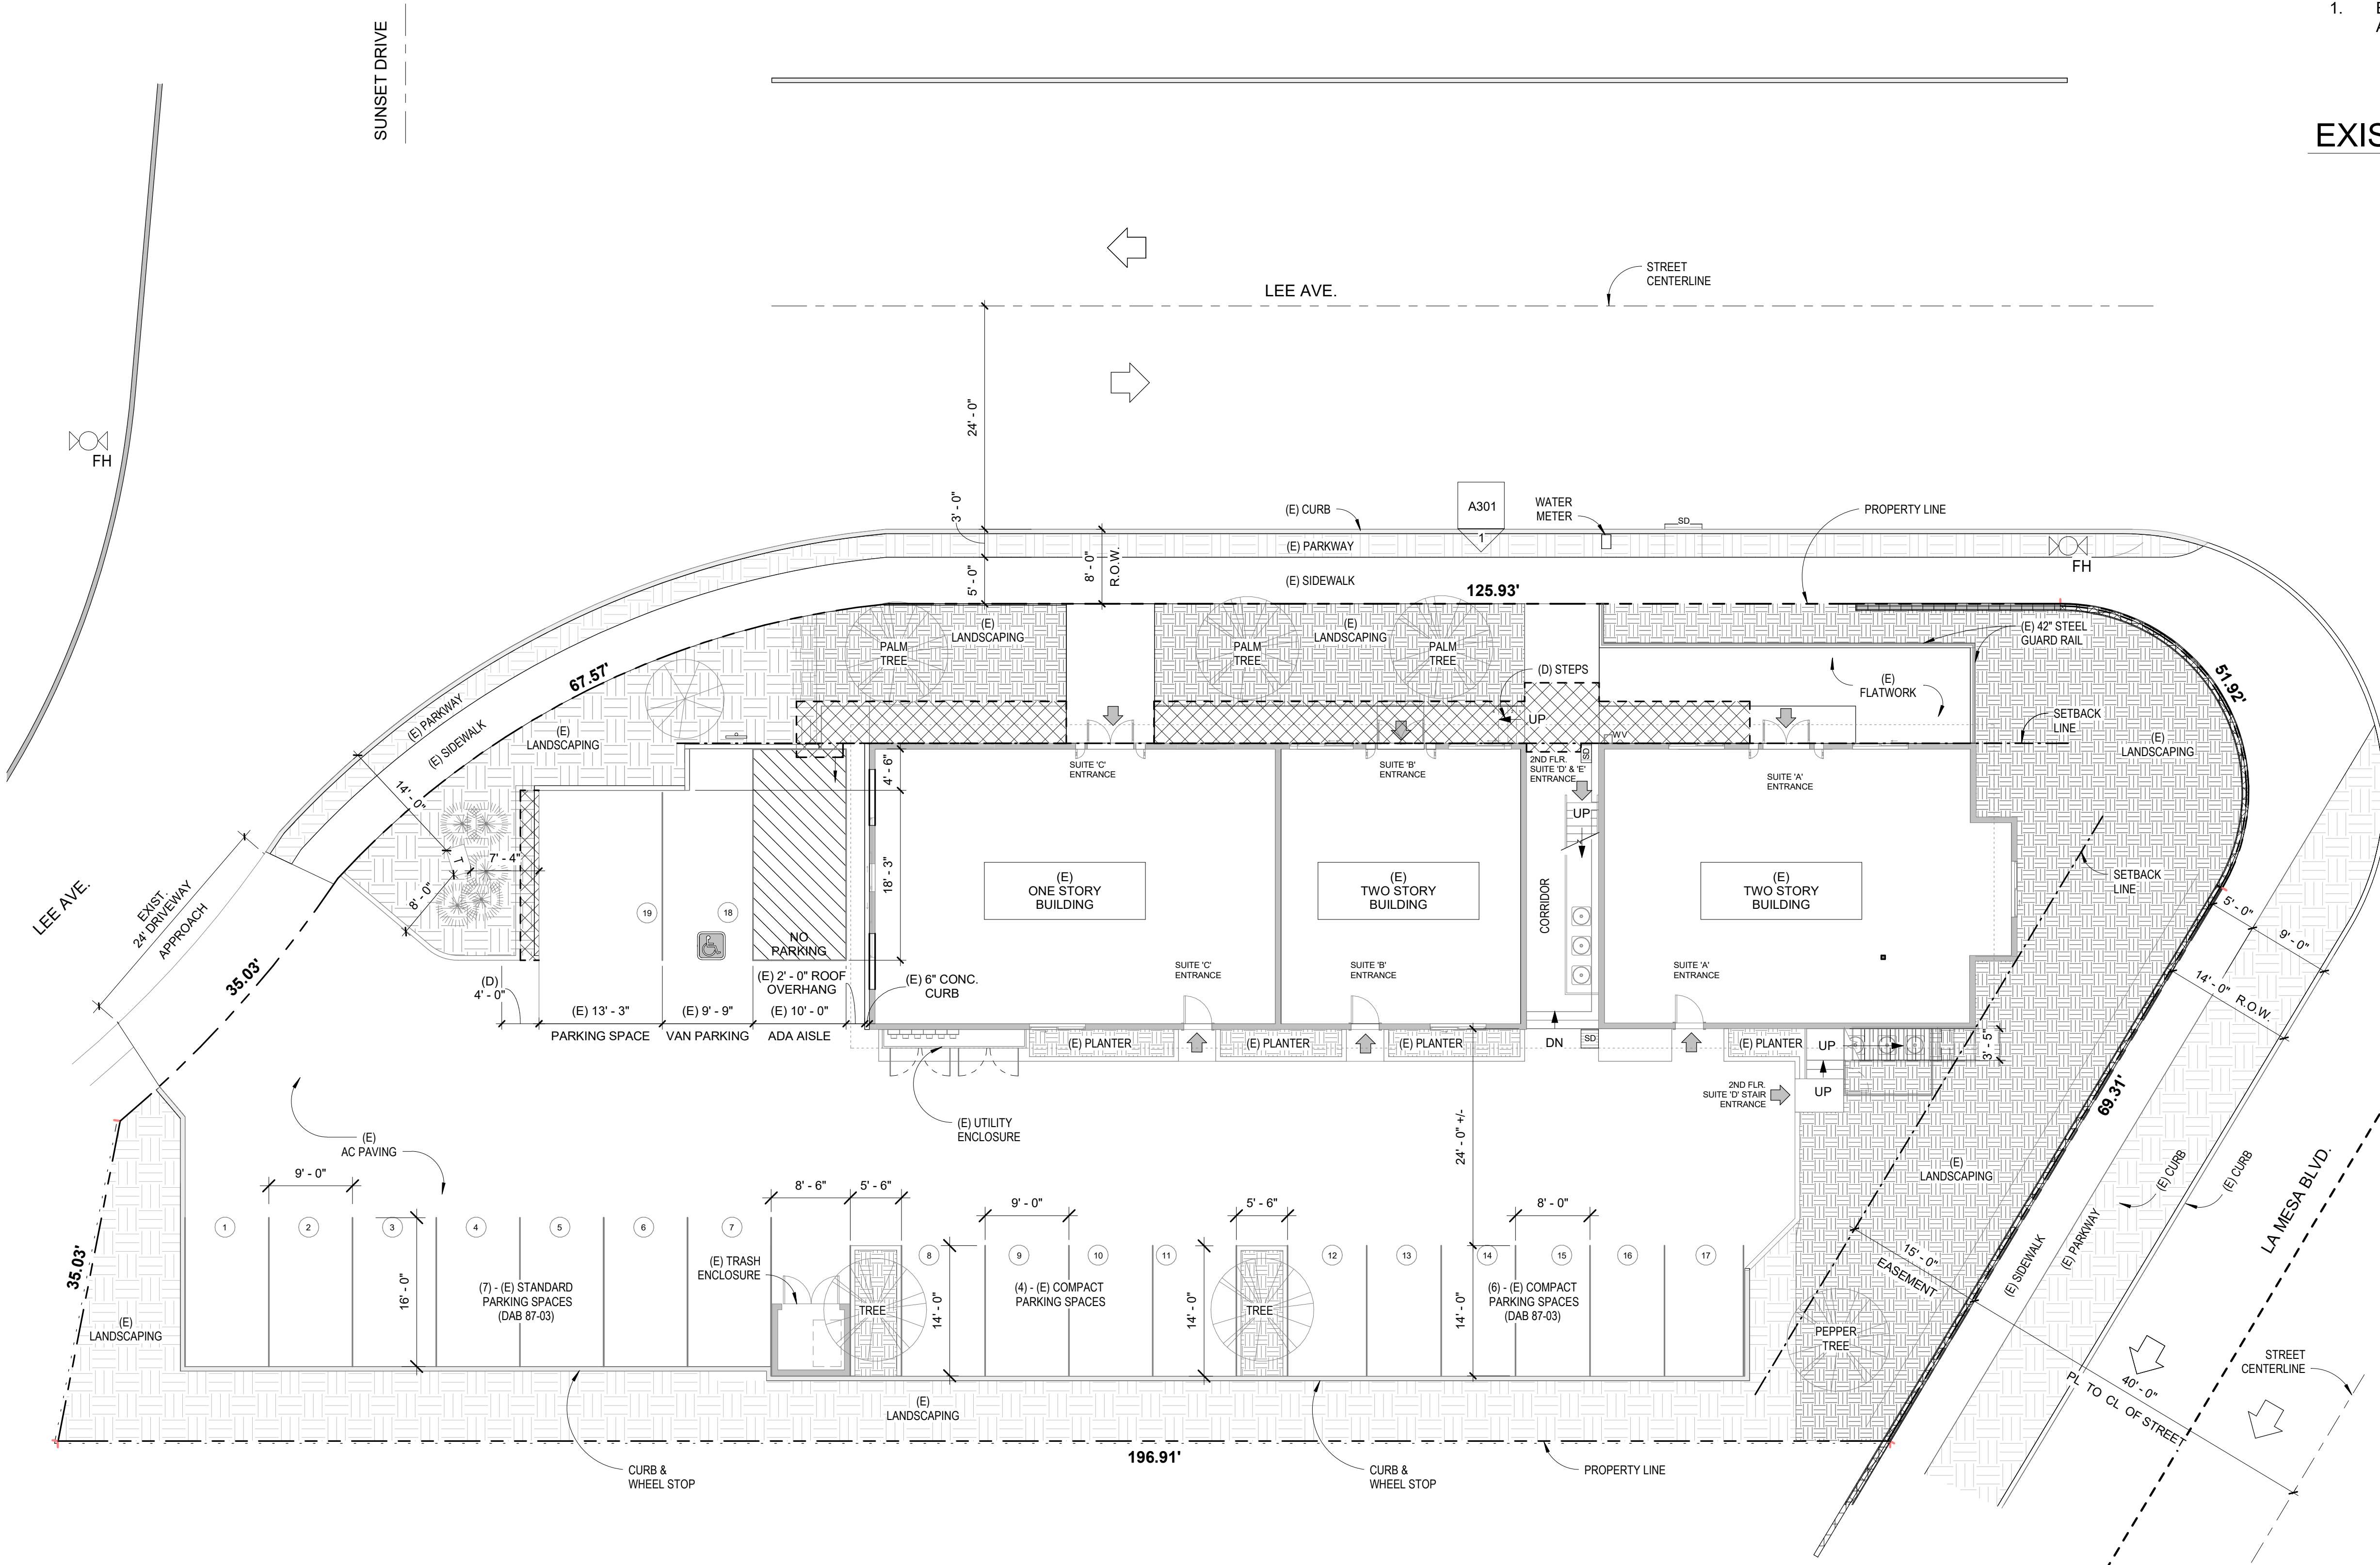 1.
SUNSET DRIVE
EXIS
STREET
CENTERLINE
LEE AVE.
24' - 0"
FH
3'- 0"
(E) CURB
A301
1
WATER
METER
SD
PROPERTY LINE
(E) PARKWAY
8' - 0"
R.O.W.
5' - 0"
(E) SIDEWALK
125.93'
FH
(E)
LANDSCAPING
(E)
LANDSCAPING
(E) 42" STEEL
GUARD RAIL
PALM
TREE
PALM
TREE
PALM
TREE
(D) STEPS
67.57'
51.92'
(E)
FLATWORK
(E) PARKWAY
(E) SIDEWALK
(E)
LANDSCAPING
UP
WV
SETBACK
LINE
(E)
LANDSCAPING
SUITE 'C'
ENTRANCE
SUITE 'B'
ENTRANCE
2ND FLR.
SUITE 'D' & 'E'
ENTRANCE
SD
SUITE 'A'
ENTRANCE
4' - 6"
14' - 0"
UP
T
7' - 4"
8' - 0"
18' - 3"
(E)
ONE STORY
BUILDING
(E)
TWO STORY
BUILDING
(E)
TWO STORY
BUILDING
SETBACK
LINE
LEE AVE.
EXIST.
24' DRIVEWAY
APPROACH
19
18
CORRIDOR
5' - 0"
9' - 0"
NO
PARKING
35.03'
SUITE 'C'
ENTRANCE
SUITE 'B'
ENTRANCE
SUITE 'A'
ENTRANCE
14' - 0" R.O.W.
(D)
4' - 0"
(E) 2' - 0" ROOF
OVERHANG
(E) 6" CONC.
CURB
(E) 13' - 3"
(E) 9' - 9"
(E) 10' - 0"
PARKING SPACE
VAN PARKING
ADA AISLE
(E) PLANTER
(E) PLANTER
(E) PLANTER
DN
SD
(E) PLANTER
UP
3' - 5"
2ND FLR.
SUITE 'D' STAIR
ENTRANCE
UP
69.31'
(E) UTILITY
ENCLOSURE
24' - 0" +/-
(E)
AC PAVING
(E)
LANDSCAPING
(E) CURB
(E) CURB
LA MESA BLVD.
9' - 0"
8' - 6"
5' - 6"
9' - 0"
5' - 6"
8' - 0"
1
2
3
4
5
6
7
8
9
10
11
12
13
14
15
16
17
(E) TRASH
ENCLOSURE
35.03'
16' - 0"
(7) - (E) STANDARD
PARKING SPACES
(DAB 87-03)
TREE
14' - 0"
(4) - (E) COMPACT
PARKING SPACES
14' - 0"
TREE
14' - 0"
(6) - (E) COMPACT
PARKING SPACES
(DAB 87-03)
15' - 0"
EASEMENT
(E) SIDEWALK
(E) PARKWAY
(E)
LANDSCAPING
PEPPER
TREE
STREET
CENTERLINE
40' - 0"
PL TO CL OF STREET
(E)
LANDSCAPING
196.91'
CURB &
WHEEL STOP
CURB &
WHEEL STOP
PROPERTY LINE